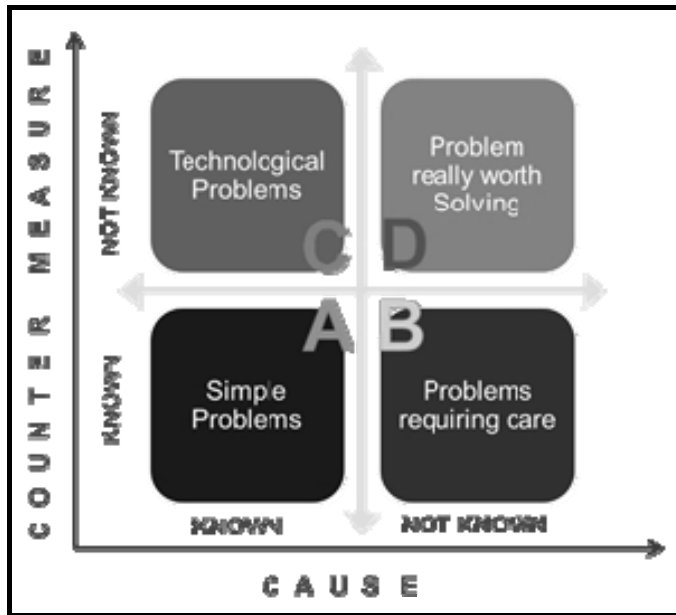 COUNTER MEASURE
NOT KNOWN
KNOWN
Technological
Problems
Problem
really worth
Solving
C D
A B
Simple
Problems
Problems
requiring care
KNOWN NOT KNOWN
CAUSE